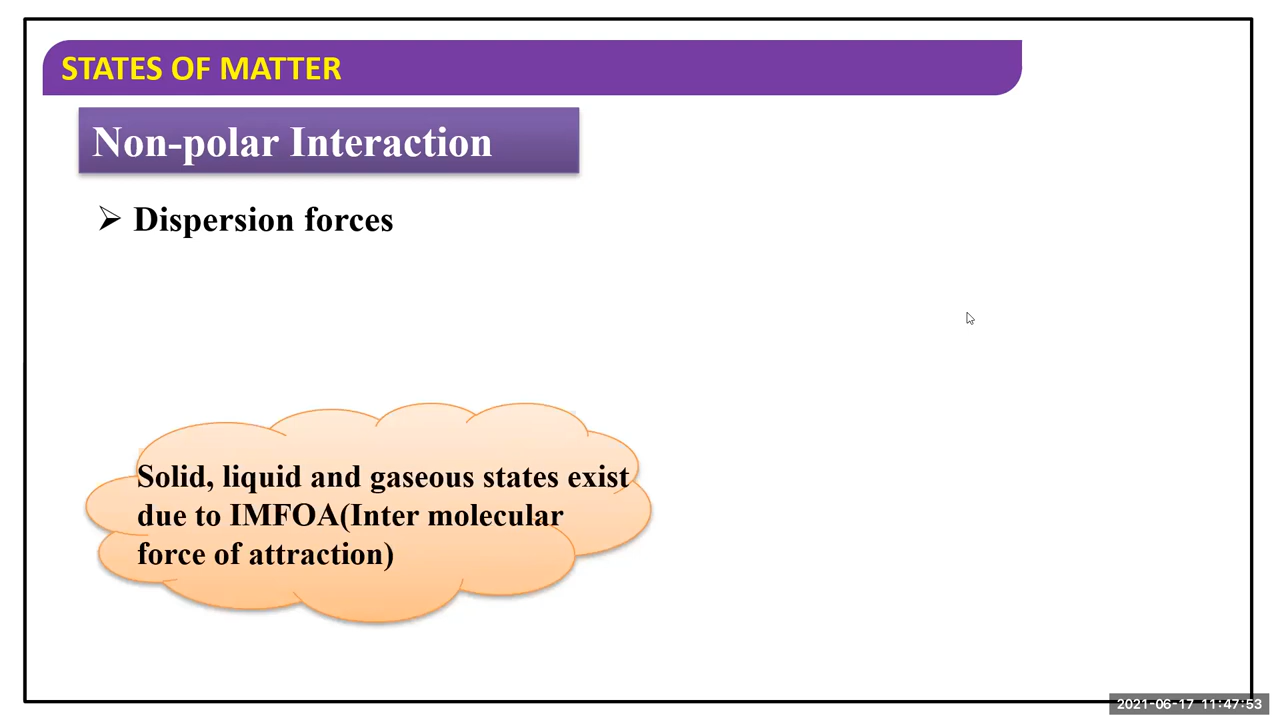 STATES OF MATTER
Non-polar Interaction
Dispersion forces
Solid, liquid and gaseous states exist
due to IMFOA(Inter molecular
force of attraction)
2021-06-17 11:47:53